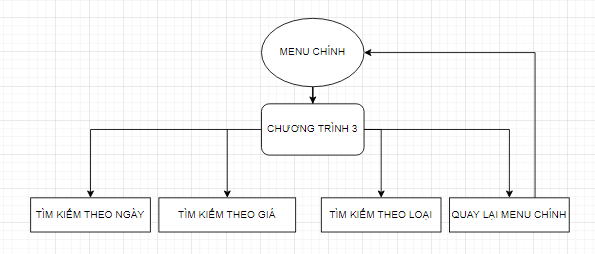 MENU CHÍNH
CHƯƠNG TRÌNH 3
TÌM KIẾM THEO NGÀY
TÌM KIẾM THEO GIÁ
TÌM KIẾM THEO LOẠI
QUAY LẠI MENU CHÍNH